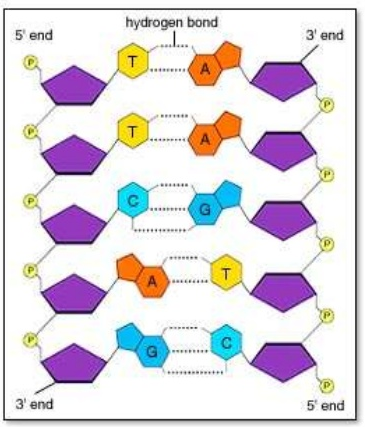 hydrogen bond
5' end 3' end
P T A
P
P T A
P
P C G
P
P A T
P
P G C
P
3' end 5' end